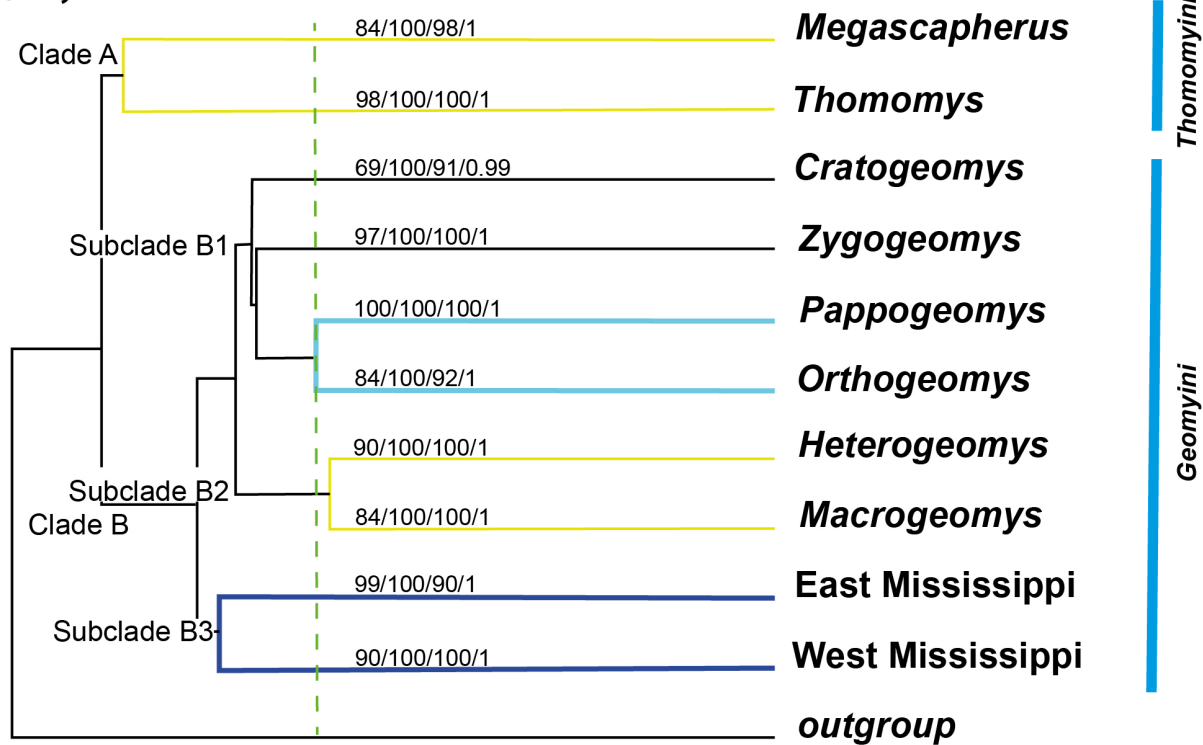 84/100/98/1
Megascapherus
Clade A
98/100/100/1
Thomomys
Thomomyini
69/100/91/0.99
Cratogeomys
Subclade B1
97/100/100/1
Zygogeomys
100/100/100/1
Pappogeomys
84/100/92/1
Orthogeomys
Geomyini
90/100/100/1
Heterogeomys
Subclade B2
Clade B
84/100/100/1
Macrogeomys
99/100/90/1
East Mississippi
Subclade B3
90/100/100/1
West Mississippi
outgroup